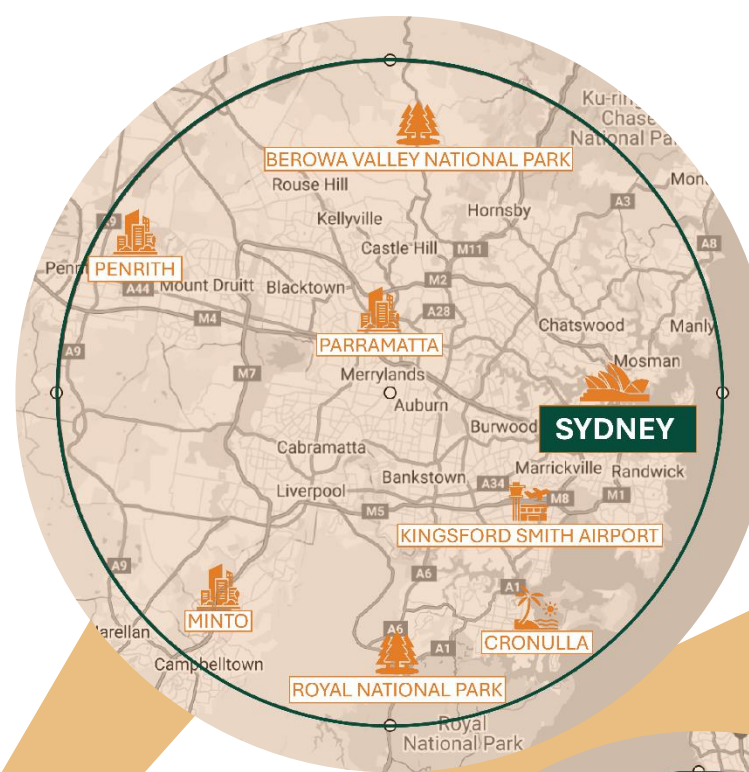 Ku-ring
Chase
National Pa
BEROWA VALLEY NATIONAL PARK
Rouse Hill
Mon
A3
Kellyville
Hornsby
A9
Castle Hill
M11
A8
Penri
PENRITH
A44
Mount Druitt
Blacktown
M2
M4
A28
Chatswood
Manly
PARRAMATTA
A9
Mosman
M7
Merrylands
Auburn
Burwood
SYDNEY
Cabramatta
Bankstown
Marrickville
Randwick
Liverpool
A34
M8
M1
M5
KINGSFORD SMITH AIRPORT
A9
A6
A1
MINTO
arellan
A6
CRONULLA
A1
Campbelltown
ROYAL NATIONAL PARK
Royal
National Park